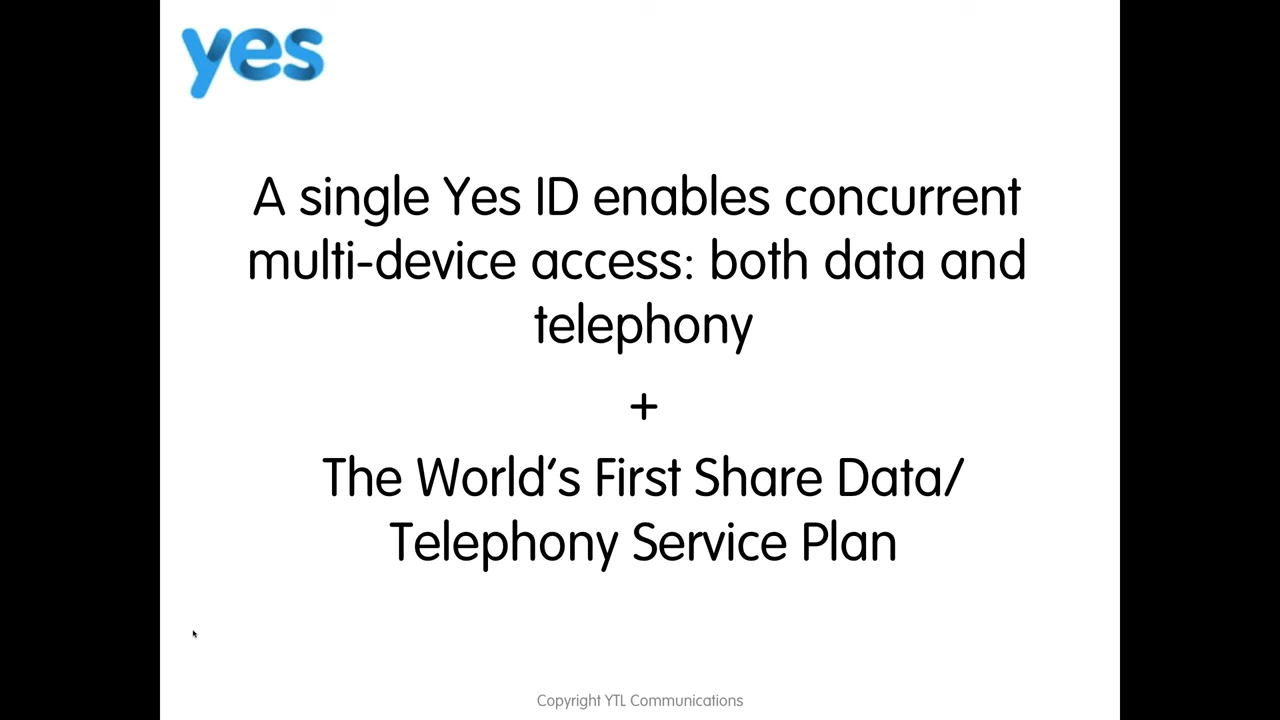 yes
A single Yes ID enables concurrent
multi-device access: both data and
telephony
+
The World's First Share Data/
Telephony Service Plan
Copyright YTL Communications